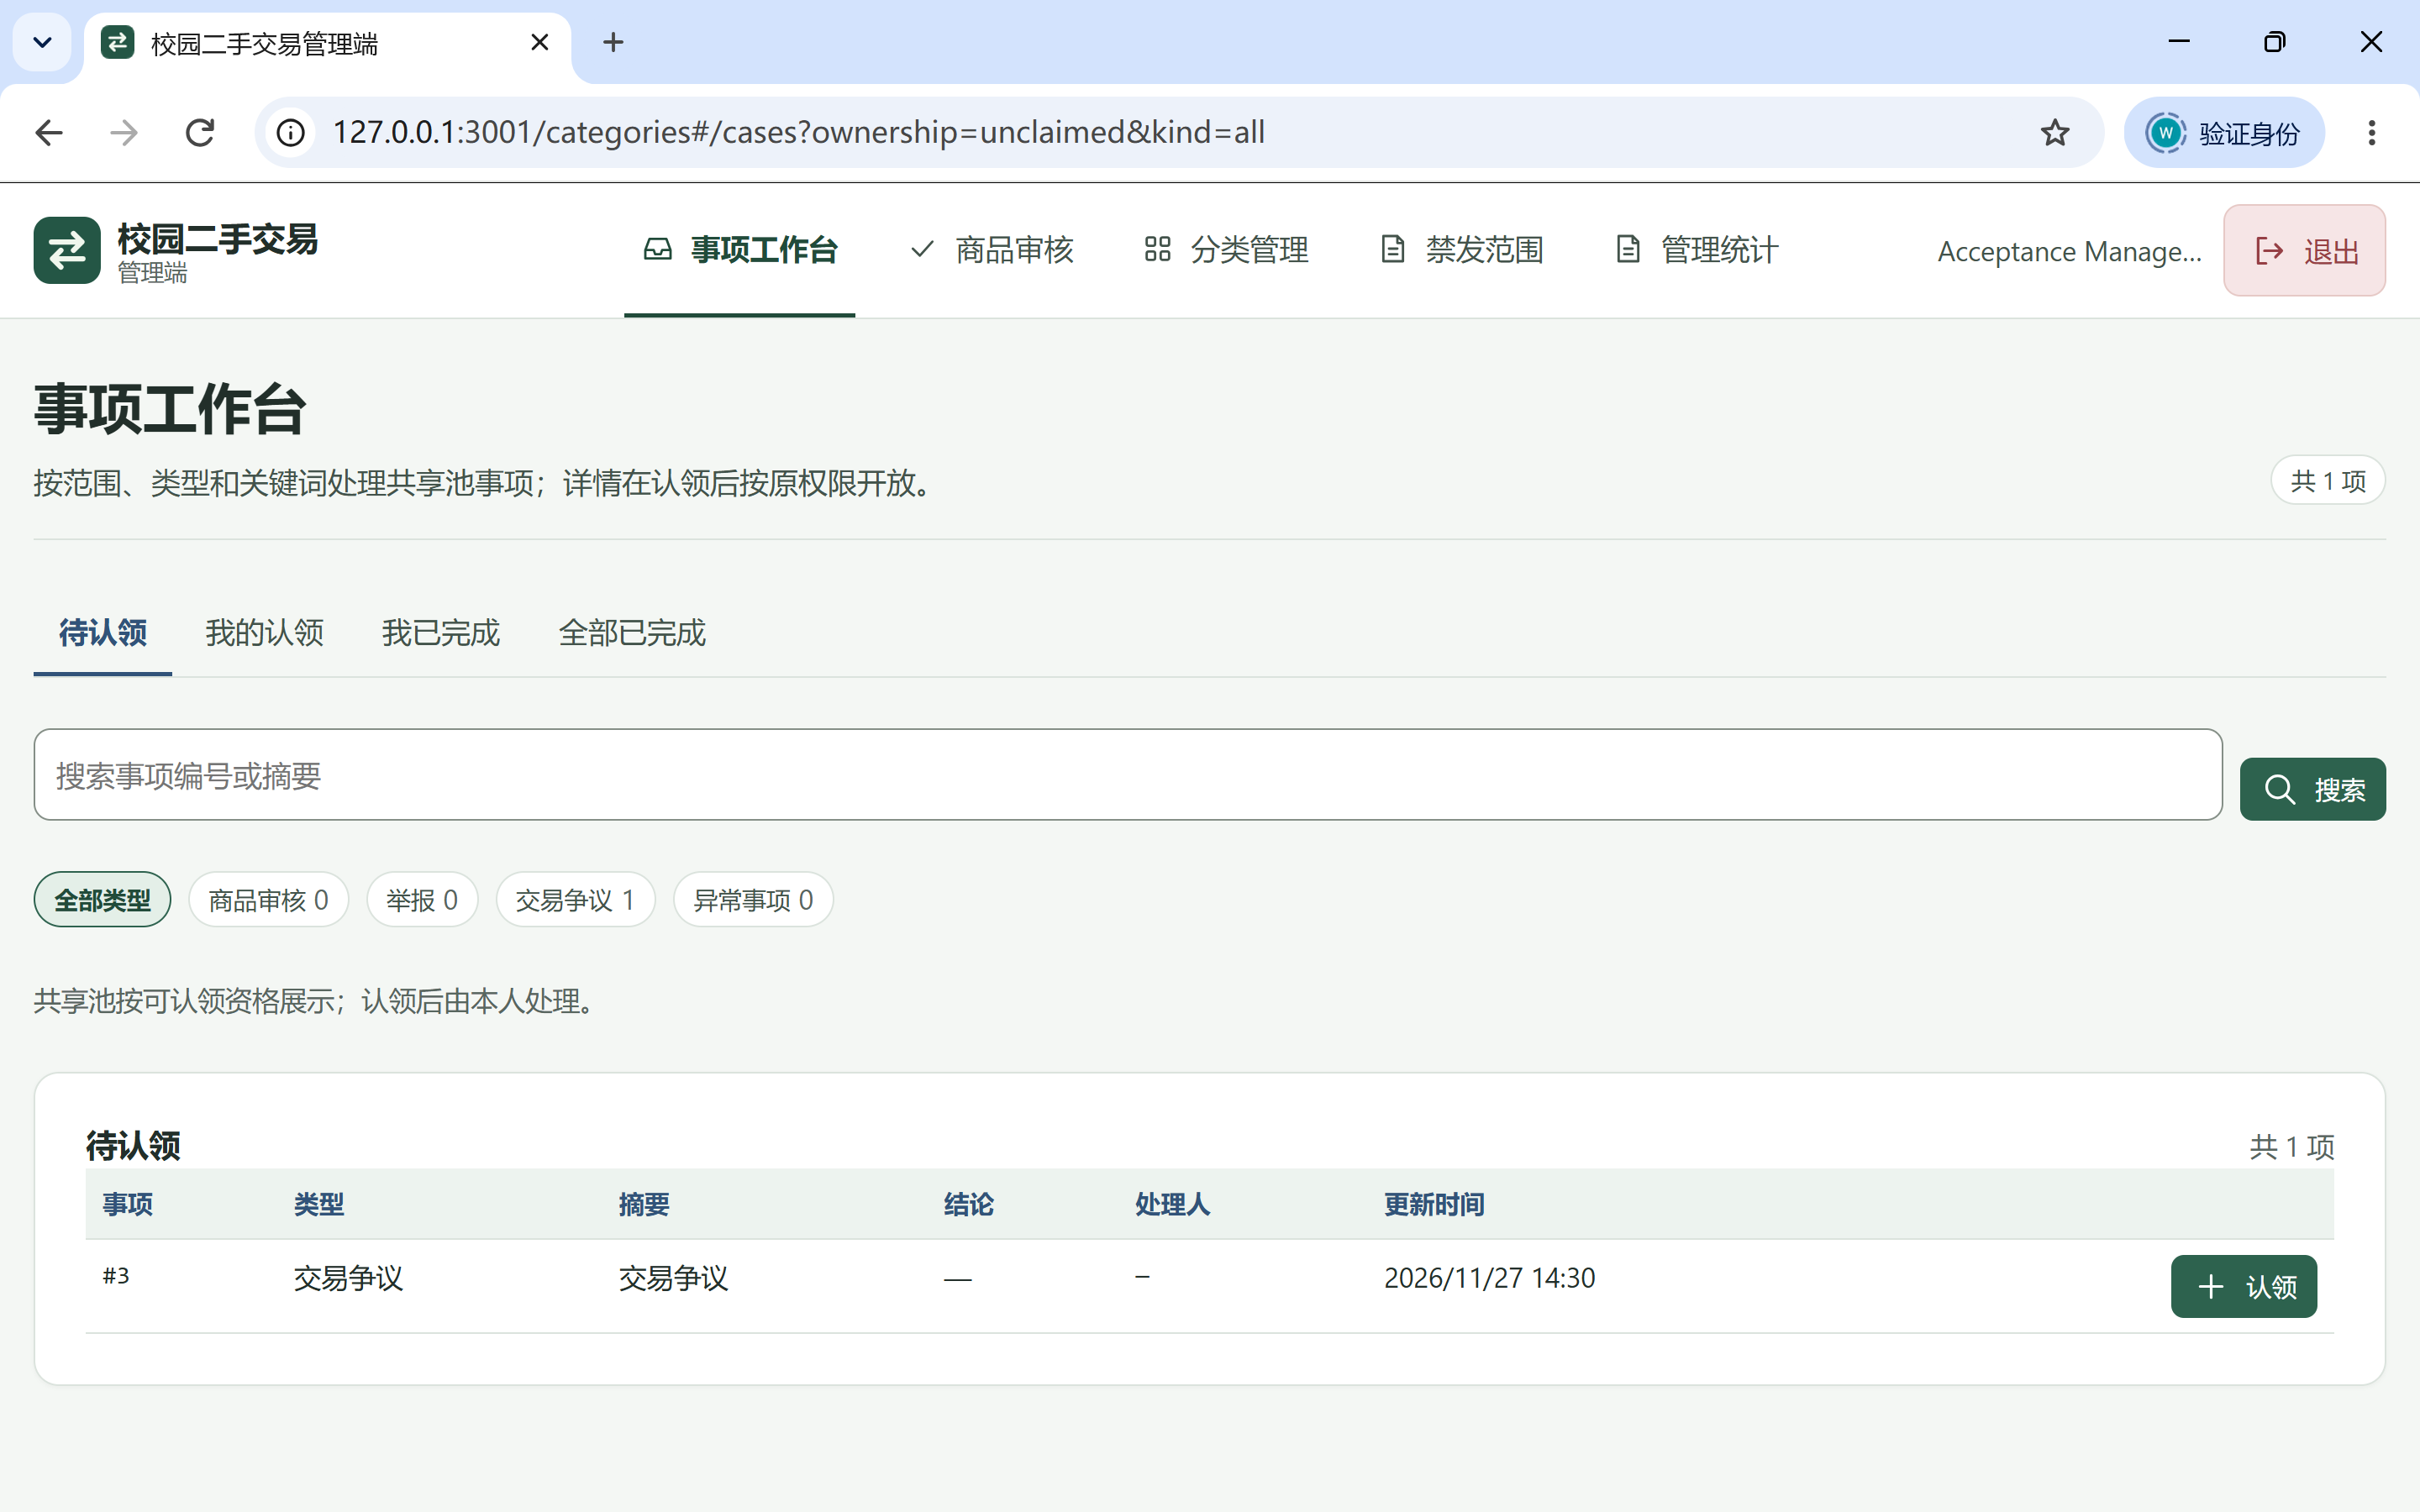 校园二手交易管理端
127.0.0.1:3001/categories#/cases?ownership=unclaimed&kind=all
W 验证身份
校园二手交易
管理端
事项工作台 商品审核 分类管理 禁发范围 管理统计
Acceptance Manage... 退出
事项工作台
按范围、类型和关键词处理共享池事项；详情在认领后按原权限开放。
共 1 项
待认领 我的认领 我已完成 全部已完成
搜索事项编号或摘要
搜索
全部类型 商品审核 0 举报 0 交易争议 1 异常事项 0
共享池按可认领资格展示；认领后由本人处理。
待认领 共 1 项
事项 类型 摘要 结论 处理人 更新时间
#3 交易争议 交易争议 — – 2026/11/27 14:30 认领